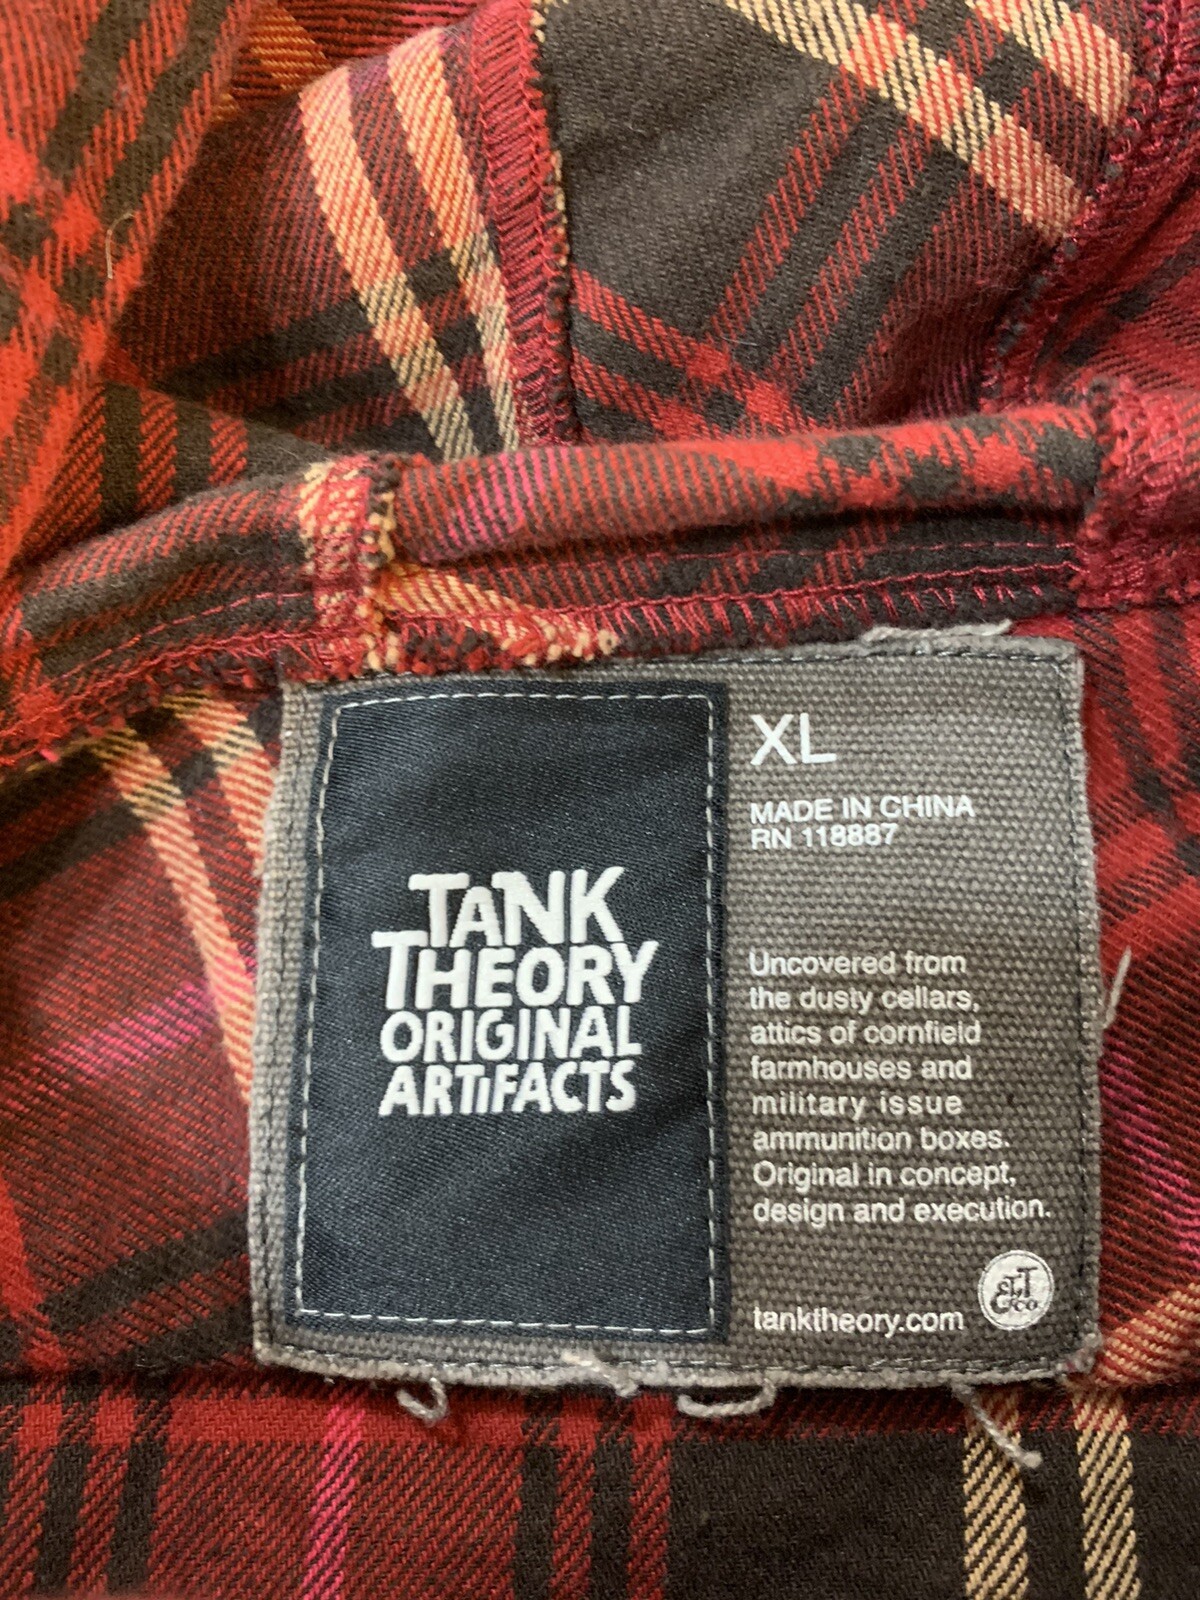 TANK
THEORY
ORIGINAL
ARTiFACTS
XL
MADE IN CHINA
RN 118887
Uncovered from
the dusty cellars,
attics of cornfield
farmhouses and
military issue
ammunition boxes.
Original in concept,
design and execution.
tanktheory.com